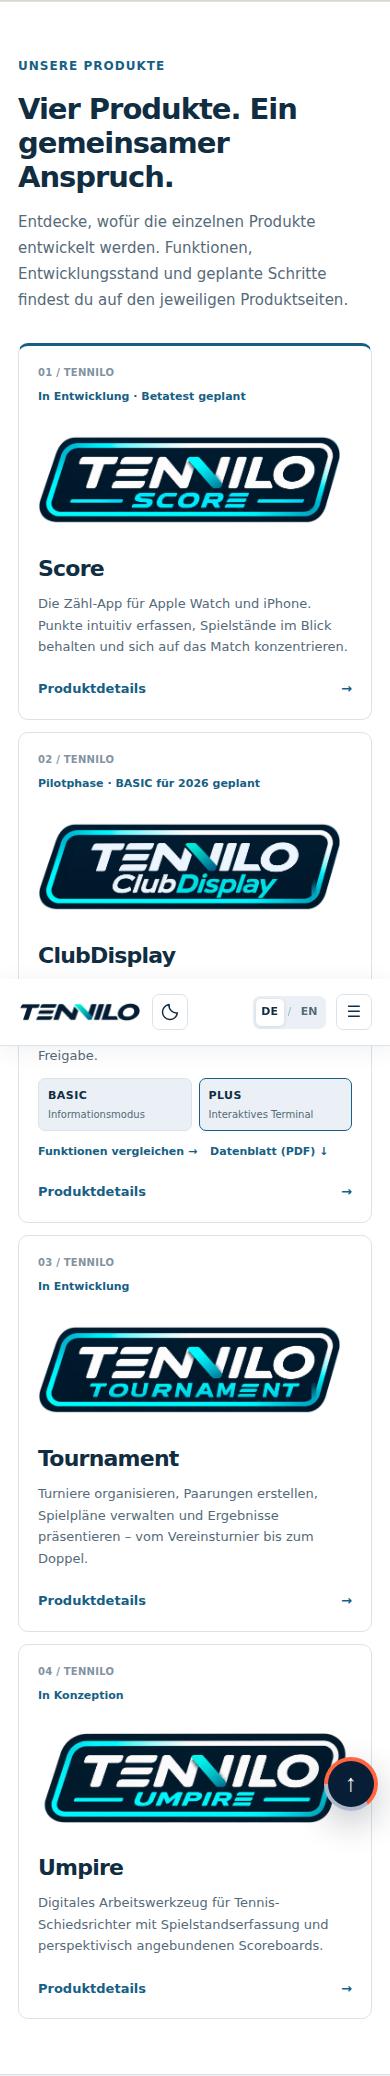 UNSERE PRODUKTE
Vier Produkte. Ein
gemeinsamer
Anspruch.
Entdecke, wofür die einzelnen Produkte
entwickelt werden. Funktionen,
Entwicklungsstand und geplante Schritte
findest du auf den jeweiligen Produktseiten.
01 / TENNILO
In Entwicklung · Betatest geplant
TENNILO
SCORE
Score
Die Zähl-App für Apple Watch und iPhone.
Punkte intuitiv erfassen, Spielstände im Blick
behalten und sich auf das Match konzentrieren.
Produktdetails →
02 / TENNILO
Pilotphase · BASIC für 2026 geplant
TENNILO
ClubDisplay
ClubDisplay
TENNILO DE / EN ☰
Freigabe.
BASIC PLUS
Informationsmodus Interaktives Terminal
Funktionen vergleichen → Datenblatt (PDF) ↓
Produktdetails →
03 / TENNILO
In Entwicklung
TENNILO
TOURNAMENT
Tournament
Turniere organisieren, Paarungen erstellen,
Spielpläne verwalten und Ergebnisse
präsentieren – vom Vereinsturnier bis zum
Doppel.
Produktdetails →
04 / TENNILO
In Konzeption
TENNILO
UMPIRE
↑
Umpire
Digitales Arbeitswerkzeug für Tennis-
Schiedsrichter mit Spielstandserfassung und
perspektivisch angebundenen Scoreboards.
Produktdetails →